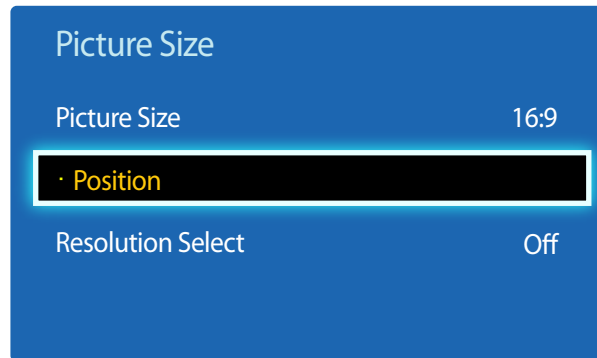 Picture Size
Picture Size 16:9
· Position
Resolution Select Off